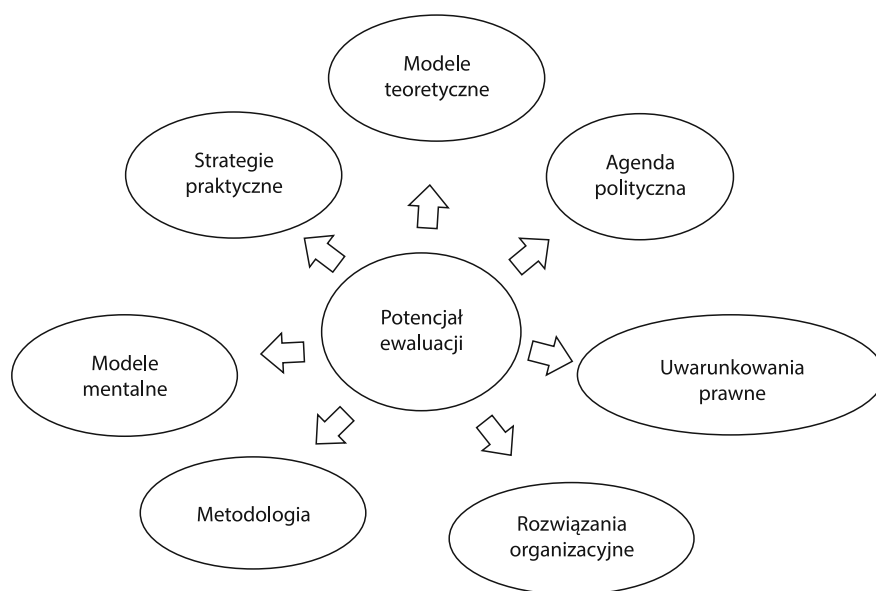 Modele
teoretyczne
Strategie
praktyczne
Agenda
polityczna
Potencjał
ewaluacji
Modele
mentalne
Uwarunkowania
prawne
Metodologia
Rozwiązania
organizacyjne